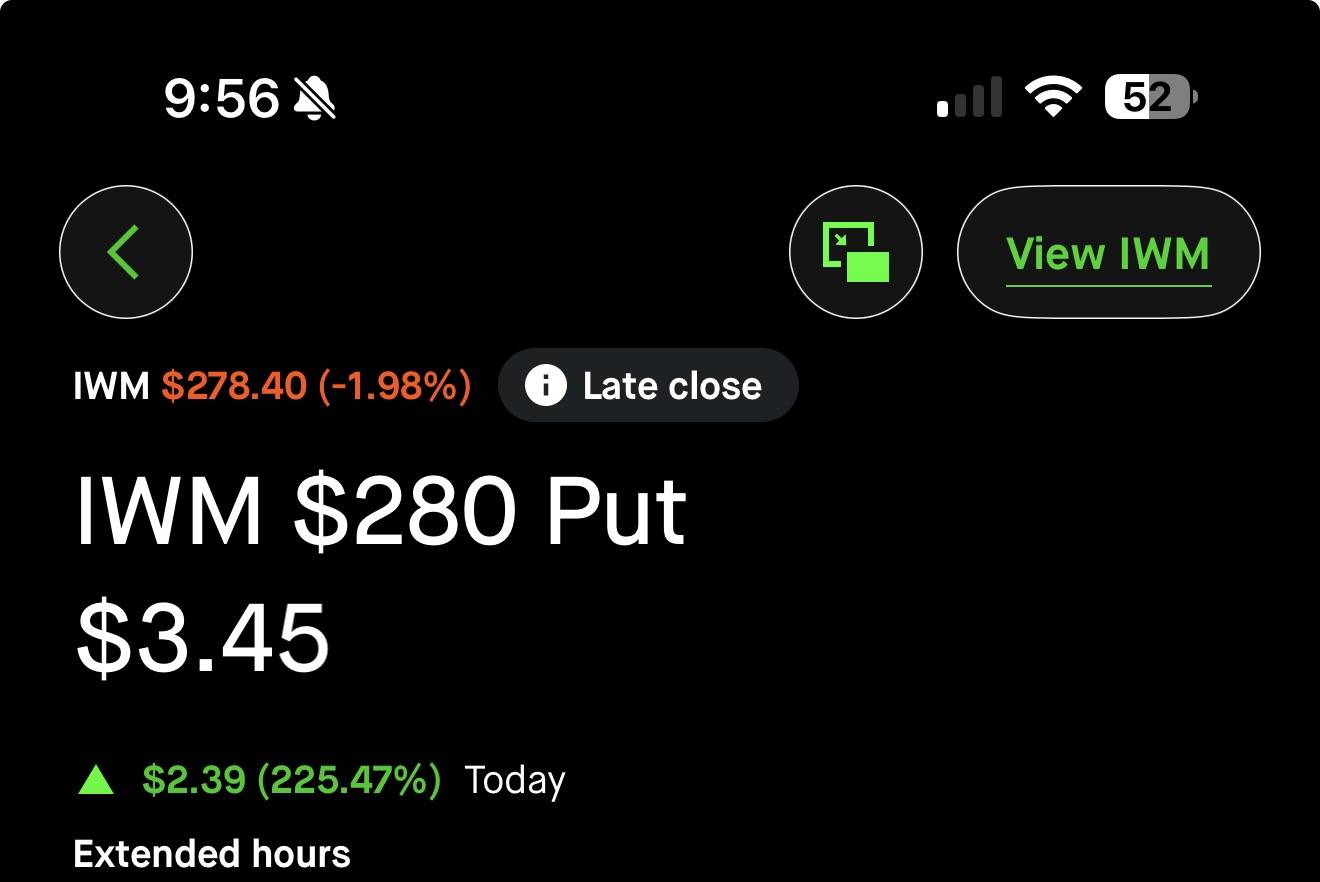 9:56 52
View IWM
IWM $278.40 (-1.98%) Late close
IWM $280 Put
$3.45
$2.39 (225.47%) Today
Extended hours